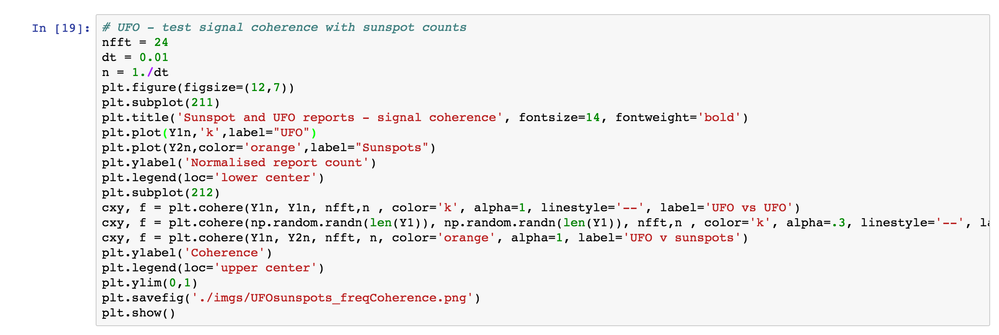 In [19]:
# UFO - test signal coherence with sunspot counts
nfft = 24
dt = 0.01
n = 1./dt
plt.figure(figsize=(12,7))
plt.subplot(211)
plt.title('Sunspot and UFO reports - signal coherence', fontsize=14, fontweight='bold')
plt.plot(Y1n,'k',label="UFO")
plt.plot(Y2n,color='orange',label="Sunspots")
plt.ylabel('Normalised report count')
plt.legend(loc='lower center')
plt.subplot(212)
cxy, f = plt.cohere(Y1n, Y1n, nfft,n , color='k', alpha=1, linestyle='--', label='UFO vs UFO')
cxy, f = plt.cohere(np.random.randn(len(Y1)), np.random.randn(len(Y1)), nfft,n , color='k', alpha=.3, linestyle='--',
cxy, f = plt.cohere(Y1n, Y2n, nfft, n, color='orange', alpha=1, label='UFO v sunspots')
plt.ylabel('Coherence')
plt.legend(loc='upper center')
plt.ylim(0,1)
plt.savefig('./imgs/UFOsunspots_freqCoherence.png')
plt.show()